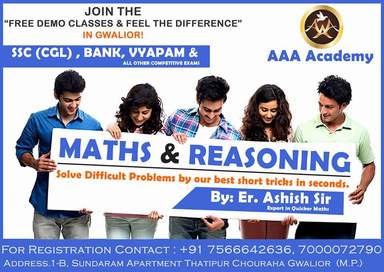 JOIN THE
"FREE DEMO CLASSES & FEEL THE DIFFERENCE"
IN GWALIOR!
SSC (CGL) , BANK, VYAPAM &
ALL OTHER COMPETITIVE EXAMS
AAA Academy
MATHS & REASONING
Solve Difficult Problems by our best short tricks in seconds.
By: Er. Ashish Sir
Expert in Quicker Maths
For Registration Contact : +91 7566642636, 7000072790
Address.1-B, Sundaram Apartment Thatipur Chouraha Gwalior (M.P.)